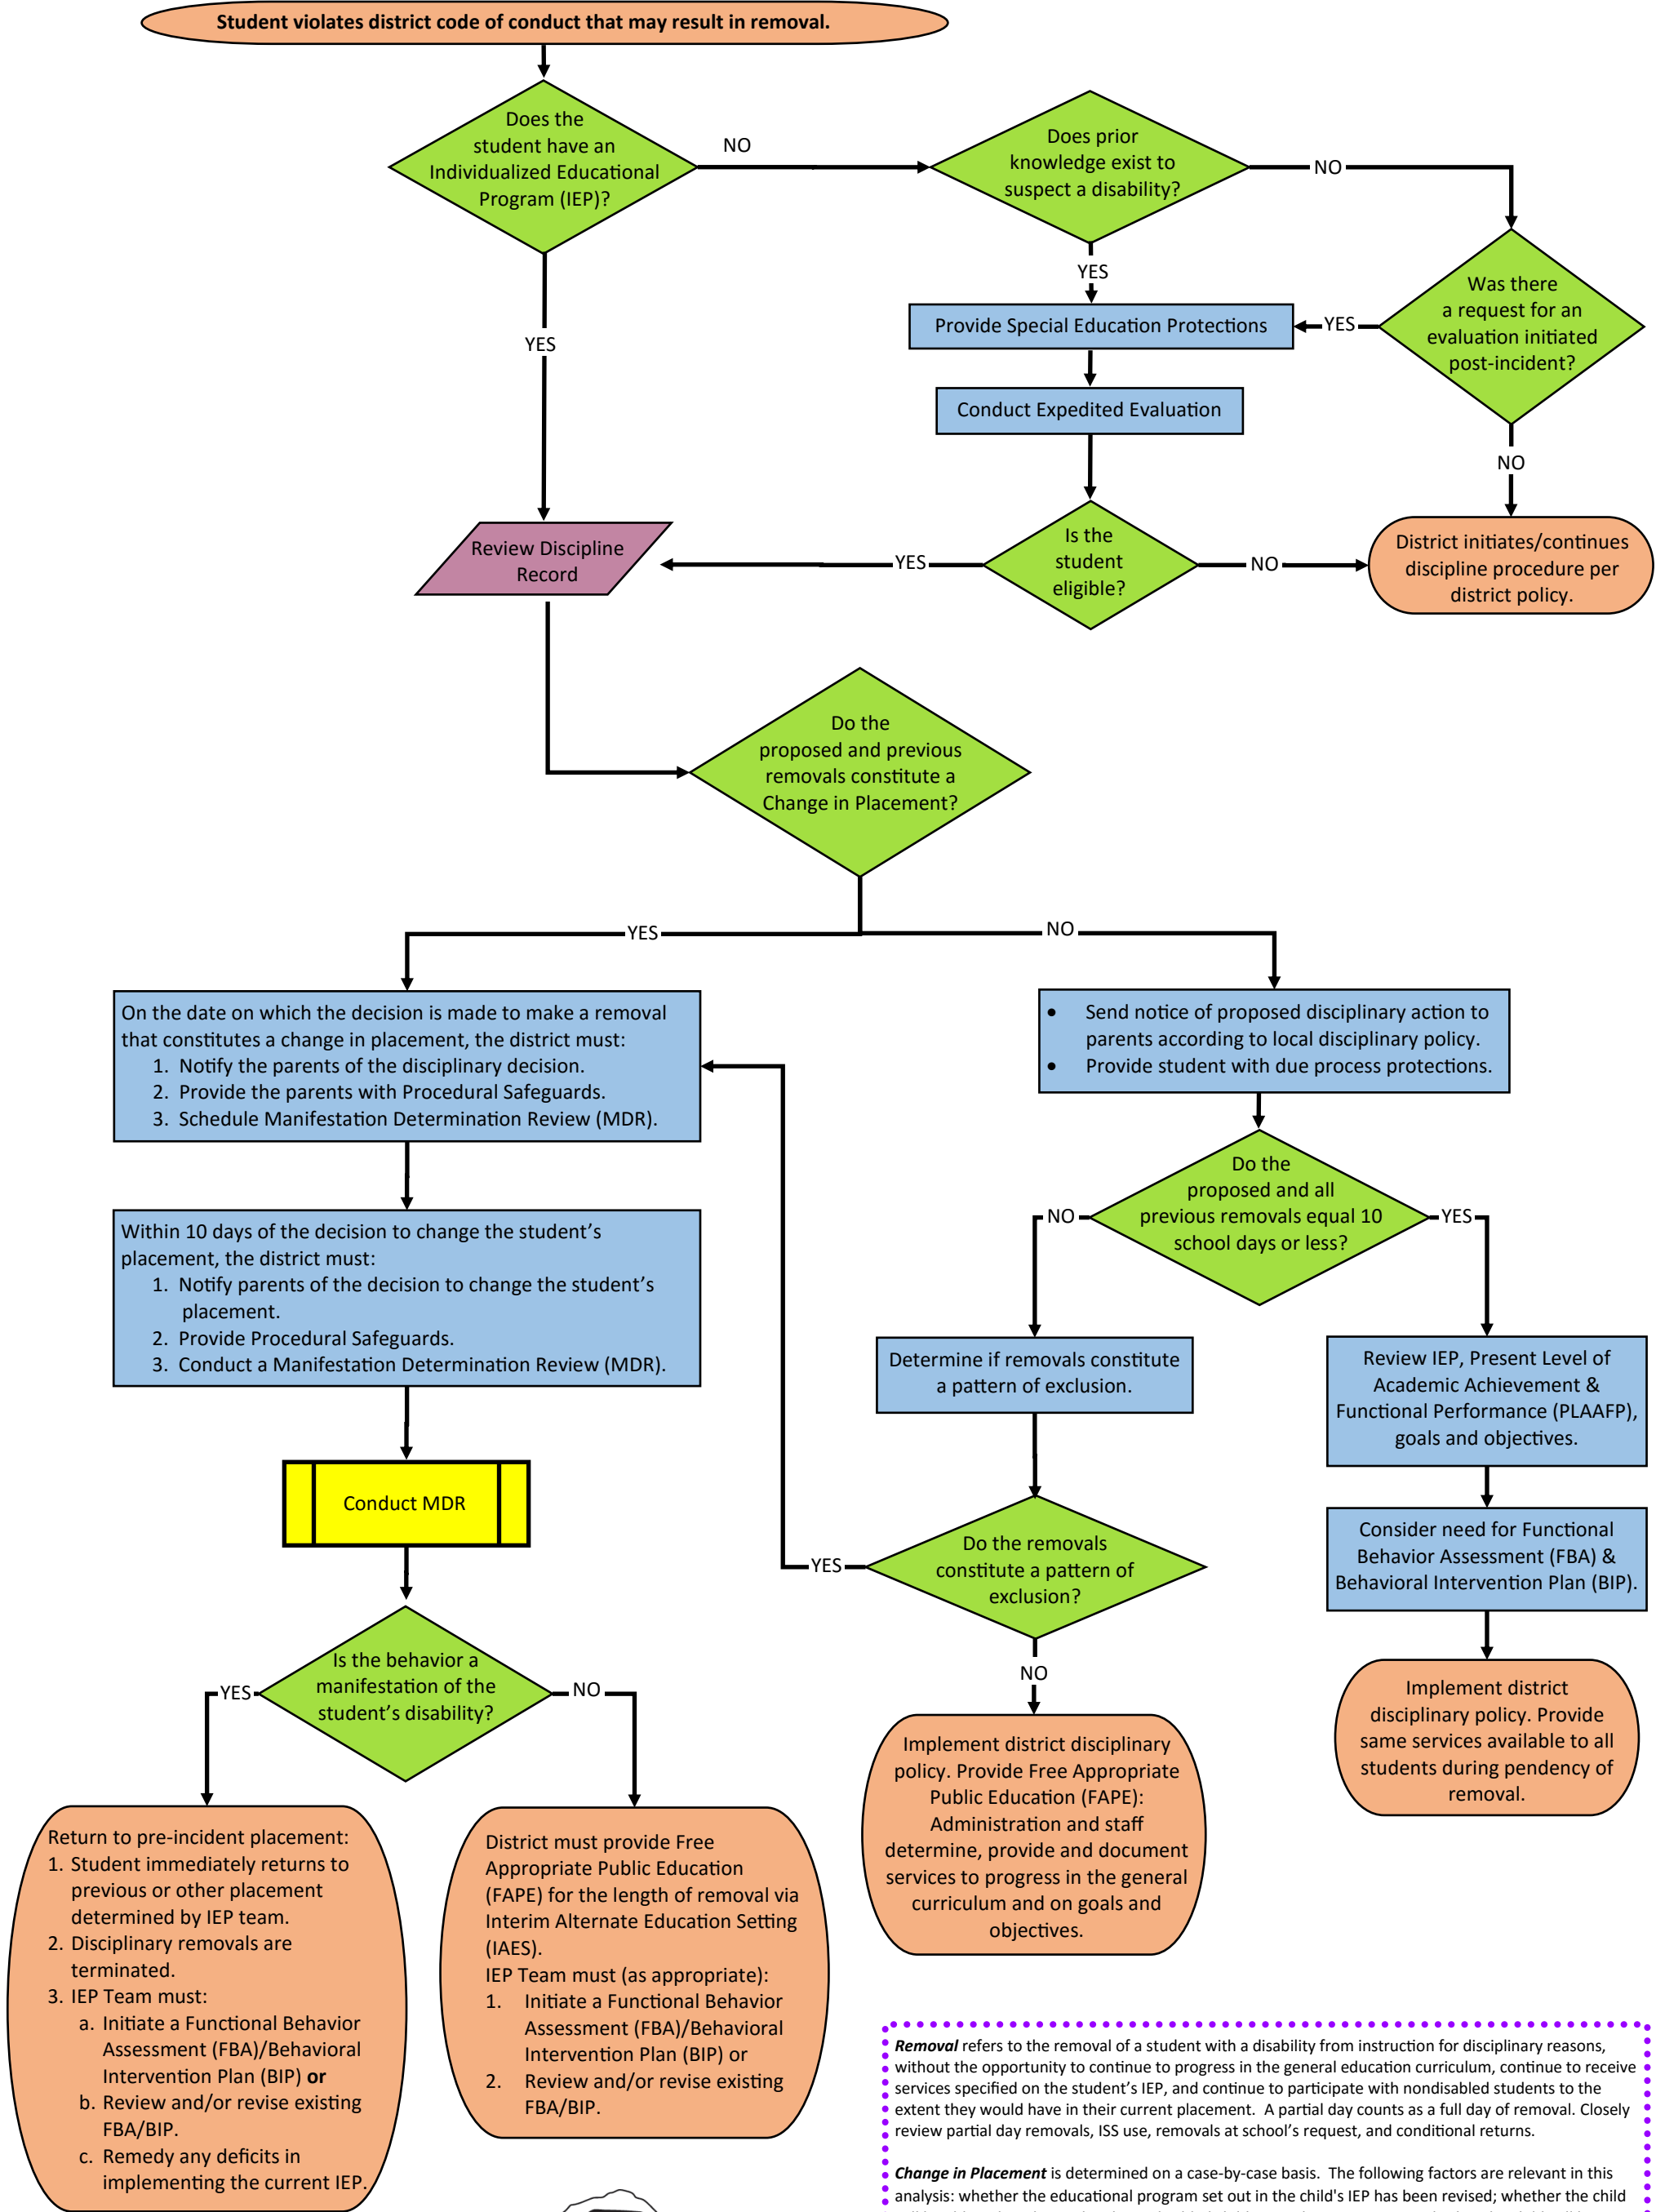 Student violates district code of conduct that may result in removal.
Does the
student have an
Individualized Educational
Program (IEP)?
NO
Does prior
knowledge exist to
suspect a disability?
NO
YES
Was there
a request for an
evaluation initiated
post-incident?
YES
Provide Special Education Protections
Conduct Expedited Evaluation
NO
YES
Review Discipline
Record
YES
Is the
student
eligible?
NO
District initiates/continues
discipline procedure per
district policy.
Do the
proposed and previous
removals constitute a
Change in Placement?
YES
NO
On the date on which the decision is made to make a removal
that constitutes a change in placement, the district must:
1. Notify the parents of the disciplinary decision.
2. Provide the parents with Procedural Safeguards.
3. Schedule Manifestation Determination Review (MDR).
• Send notice of proposed disciplinary action to
parents according to local disciplinary policy.
• Provide student with due process protections.
Within 10 days of the decision to change the student’s
placement, the district must:
1. Notify parents of the decision to change the student’s
placement.
2. Provide Procedural Safeguards.
3. Conduct a Manifestation Determination Review (MDR).
Do the
proposed and all
previous removals equal 10
school days or less?
NO
YES
Determine if removals constitute
a pattern of exclusion.
Review IEP, Present Level of
Academic Achievement &
Functional Performance (PLAAFP),
goals and objectives.
Conduct MDR
Do the removals
constitute a pattern of
exclusion?
YES
NO
Consider need for Functional
Behavior Assessment (FBA) &
Behavioral Intervention Plan (BIP).
Is the behavior a
manifestation of the
student’s disability?
YES
NO
Implement district
disciplinary policy. Provide
same services available to all
students during pendency of
removal.
Implement district disciplinary
policy. Provide Free Appropriate
Public Education (FAPE):
Administration and staff
determine, provide and document
services to progress in the general
curriculum and on goals and
objectives.
Return to pre-incident placement:
1. Student immediately returns to
previous or other placement
determined by IEP team.
2. Disciplinary removals are
terminated.
3. IEP Team must:
a. Initiate a Functional Behavior
Assessment (FBA)/Behavioral
Intervention Plan (BIP) or
b. Review and/or revise existing
FBA/BIP.
c. Remedy any deficits in
implementing the current IEP.
District must provide Free
Appropriate Public Education
(FAPE) for the length of removal via
Interim Alternate Education Setting
(IAES).
IEP Team must (as appropriate):
1. Initiate a Functional Behavior
Assessment (FBA)/Behavioral
Intervention Plan (BIP) or
2. Review and/or revise existing
FBA/BIP.
Removal refers to the removal of a student with a disability from instruction for disciplinary reasons,
without the opportunity to continue to progress in the general education curriculum, continue to receive
services specified on the student’s IEP, and continue to participate with nondisabled students to the
extent they would have in their current placement. A partial day counts as a full day of removal. Closely
review partial day removals, ISS use, removals at school’s request, and conditional returns.
Change in Placement is determined on a case-by-case basis. The following factors are relevant in this
analysis: whether the educational program set out in the child's IEP has been revised; whether the child